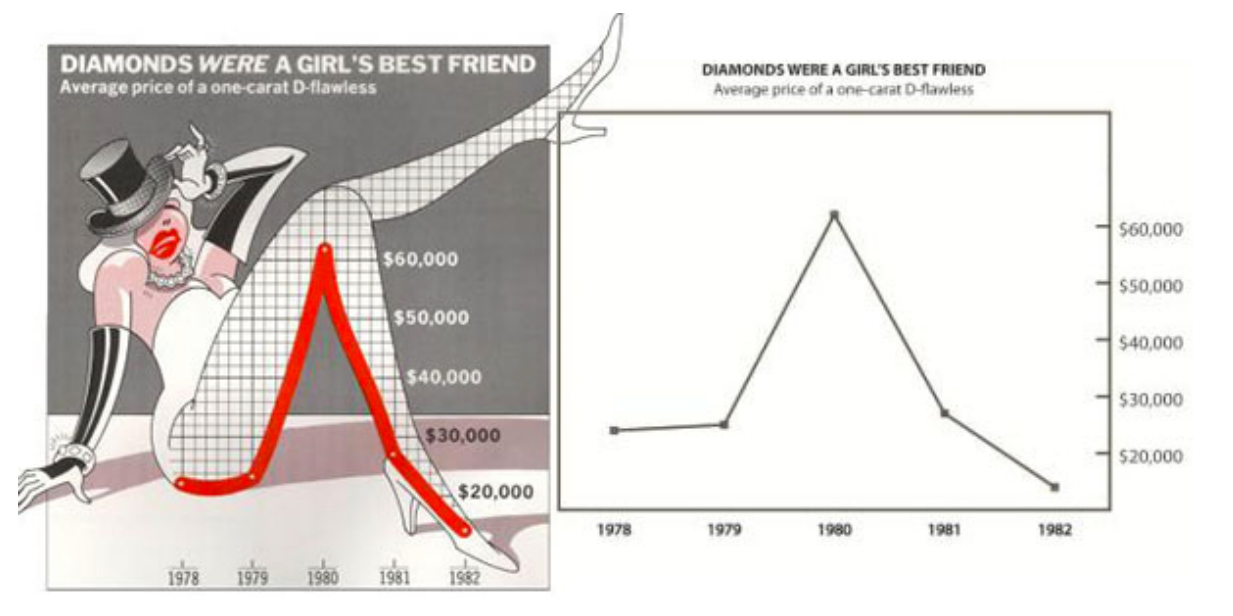 DIAMONDS WERE A GIRL'S BEST FRIEND
Average price of a one-carat D-flawless
$60,000
$50,000
$40,000
$30,000
$20,000
1978 1979 1980 1981 1982
DIAMONDS WERE A GIRL'S BEST FRIEND
Average price of a one-carat D-flawless
$60,000
$50,000
$40,000
$30,000
$20,000
1978 1979 1980 1981 1982